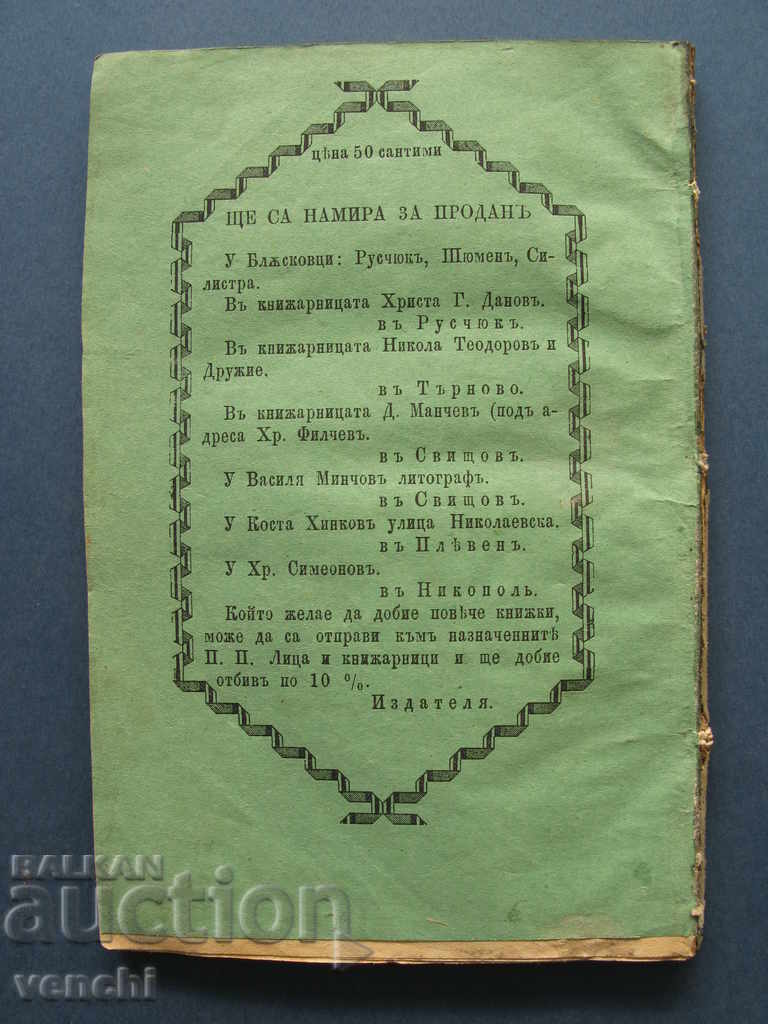 цѣна 50 сантими
ЩЕ СА НАМИРА ЗА ПРОДАНЪ
У Блѫсковци: Русчюкъ, Шюменъ, Си-
листра.
Въ книжарницата Христа Г. Дановъ.
въ Русчюкъ.
Въ книжарницата Никола Теодоровъ и
Дружие.
въ Търново.
Въ книжарницата Д. Манчев (подъ а-
дреса Хр. Филчев.
въ Свищовъ.
У Василя Минчовъ литографъ.
въ Свищовъ.
У Коста Хинковъ улица Николаевска.
въ Плѣвенъ.
У Хр. Симеоновъ.
въ Никополь.
Който желае да добие повѣче книжки,
може да са отправи къмъ назначеннитѣ
П. П. Лица и книжарници и ще добие
отбивъ по 10 %.
Издателя.
BALKAN
auction
venchi